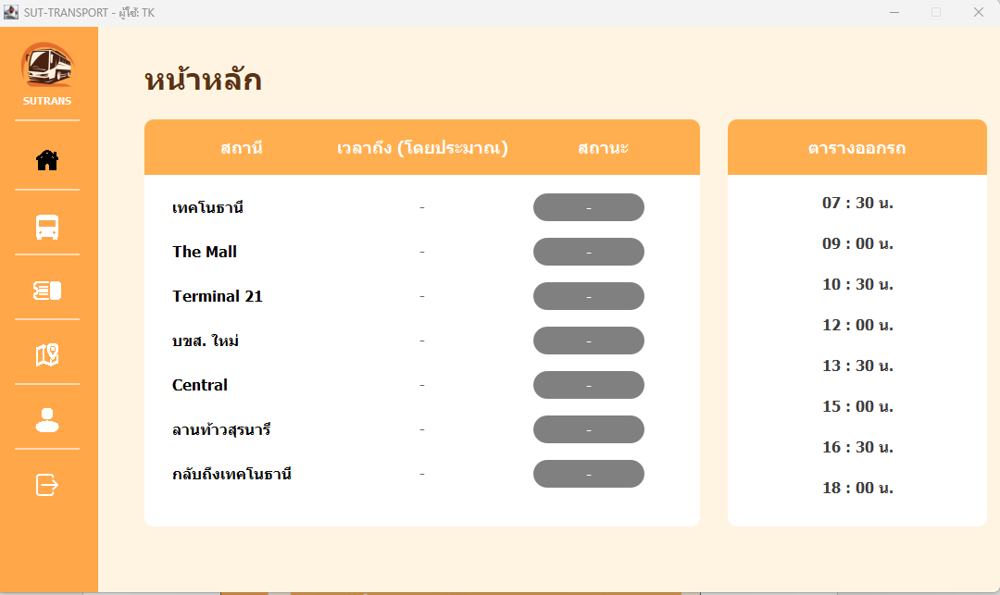 SUT-TRANSPORT - ผู้ใช้: TK
SUTRANS
หน้าหลัก
สถานี เวลาถึง (โดยประมาณ) สถานะ
เทคโนธานี - -
The Mall - -
Terminal 21 - -
บขส. ใหม่ - -
Central - -
ลานท้าวสุรนารี - -
กลับถึงเทคโนธานี - -
ตารางออกรถ
07 : 30 น.
09 : 00 น.
10 : 30 น.
12 : 00 น.
13 : 30 น.
15 : 00 น.
16 : 30 น.
18 : 00 น.